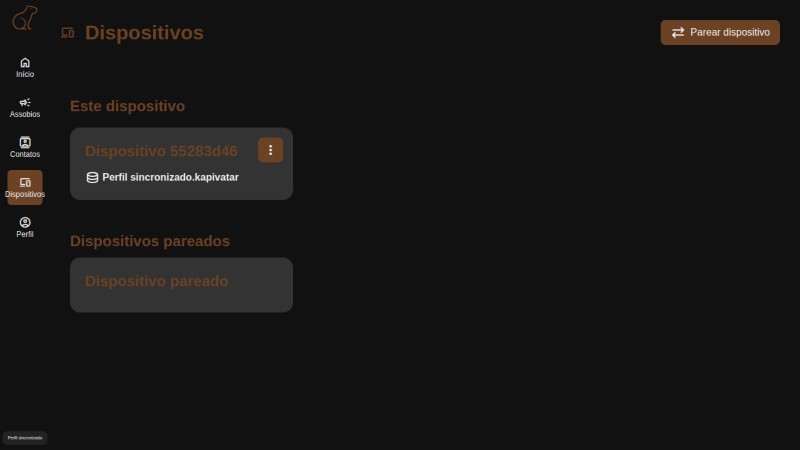 Dispositivos
Parear dispositivo
Início
Assobios
Contatos
Dispositivos
Perfil
Este dispositivo
Dispositivo 55283d46
Perfil sincronizado.kapivatar
Dispositivos pareados
Dispositivo pareado
Perfil sincronizado